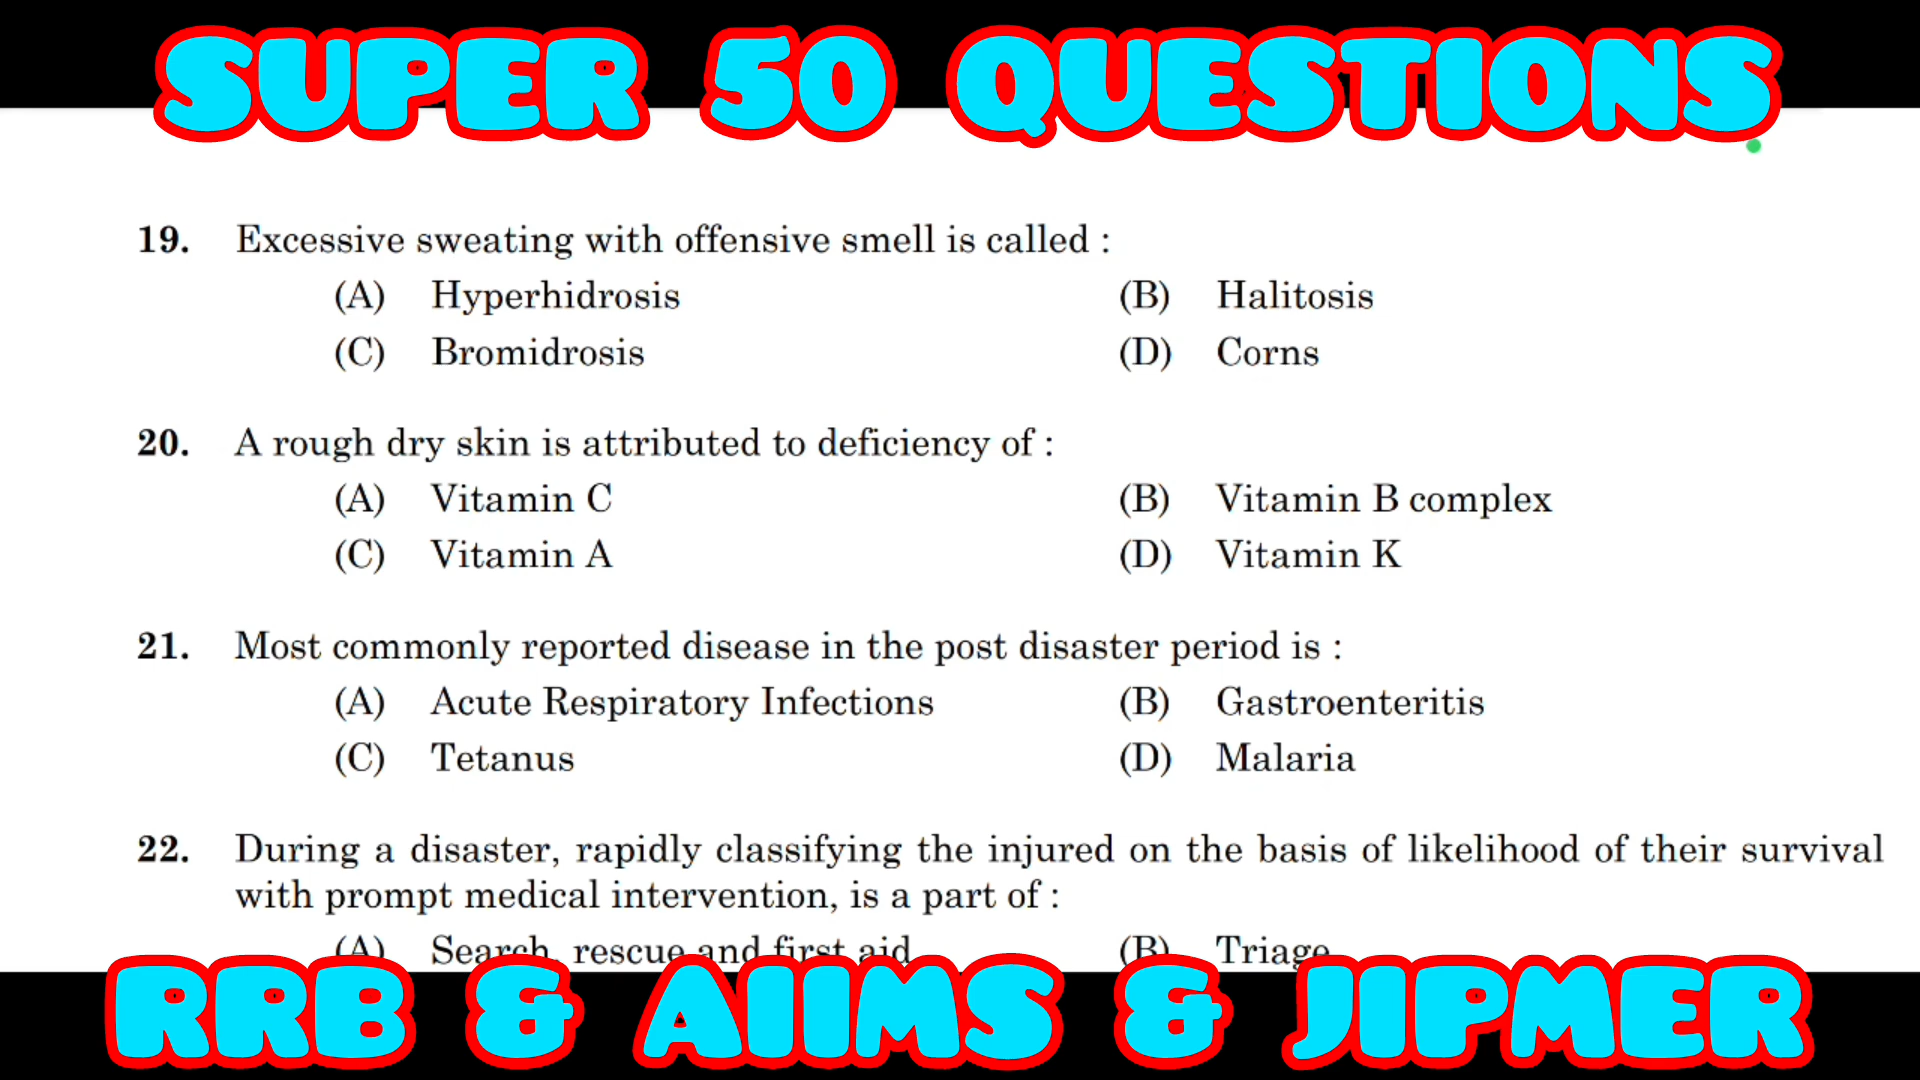 SUPER 50 QUESTIONS
19. Excessive sweating with offensive smell is called :
(A) Hyperhidrosis (B) Halitosis
(C) Bromidrosis (D) Corns
20. A rough dry skin is attributed to deficiency of :
(A) Vitamin C (B) Vitamin B complex
(C) Vitamin A (D) Vitamin K
21. Most commonly reported disease in the post disaster period is :
(A) Acute Respiratory Infections (B) Gastroenteritis
(C) Tetanus (D) Malaria
22. During a disaster, rapidly classifying the injured on the basis of likelihood of their survival
with prompt medical intervention, is a part of :
(A) Search, rescue and first aid (B) Triage
RRB & AIIMS & JIPMER